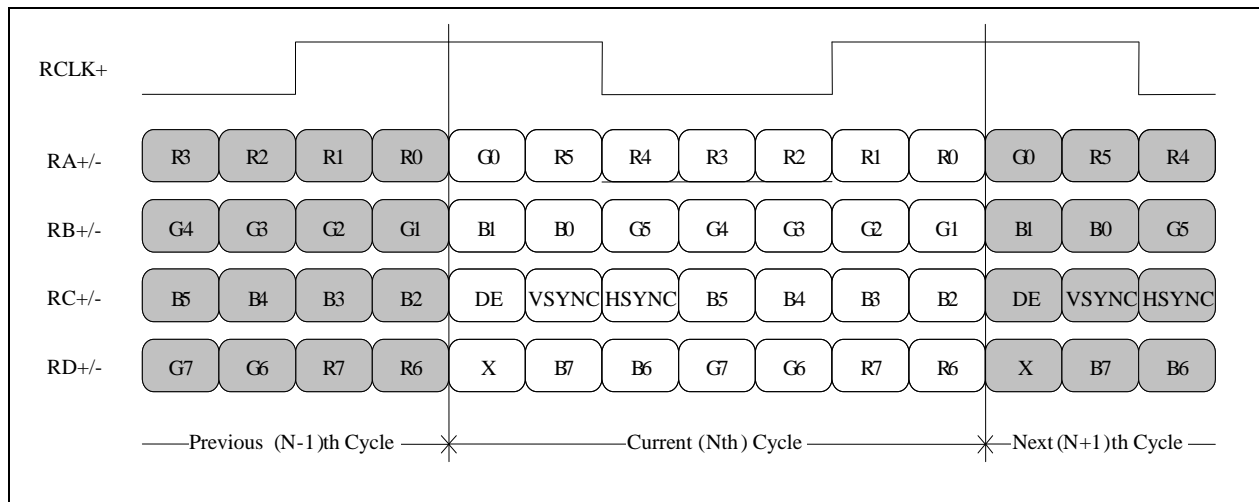 RCLK+
RA+/- R3 R2 R1 R0 G0 R5 R4 R3 R2 R1 R0 G0 R5 R4
RB+/- G4 G3 G2 G1 B1 B0 G5 G4 G3 G2 G1 B1 B0 G5
RC+/- B5 B4 B3 B2 DE VSYNC HSYNC B5 B4 B3 B2 DE VSYNC HSYNC
RD+/- G7 G6 R7 R6 X B7 B6 G7 G6 R7 R6 X B7 B6
Previous (N-1)th Cycle Current (Nth) Cycle Next (N+1)th Cycle